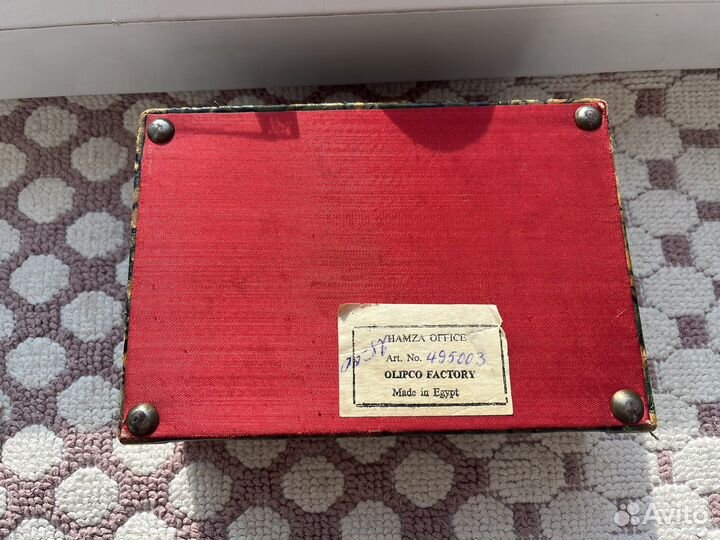 HAMZA OFFICE
Art. No. 495003
OLIPCO FACTORY
Made in Egypt
Avito